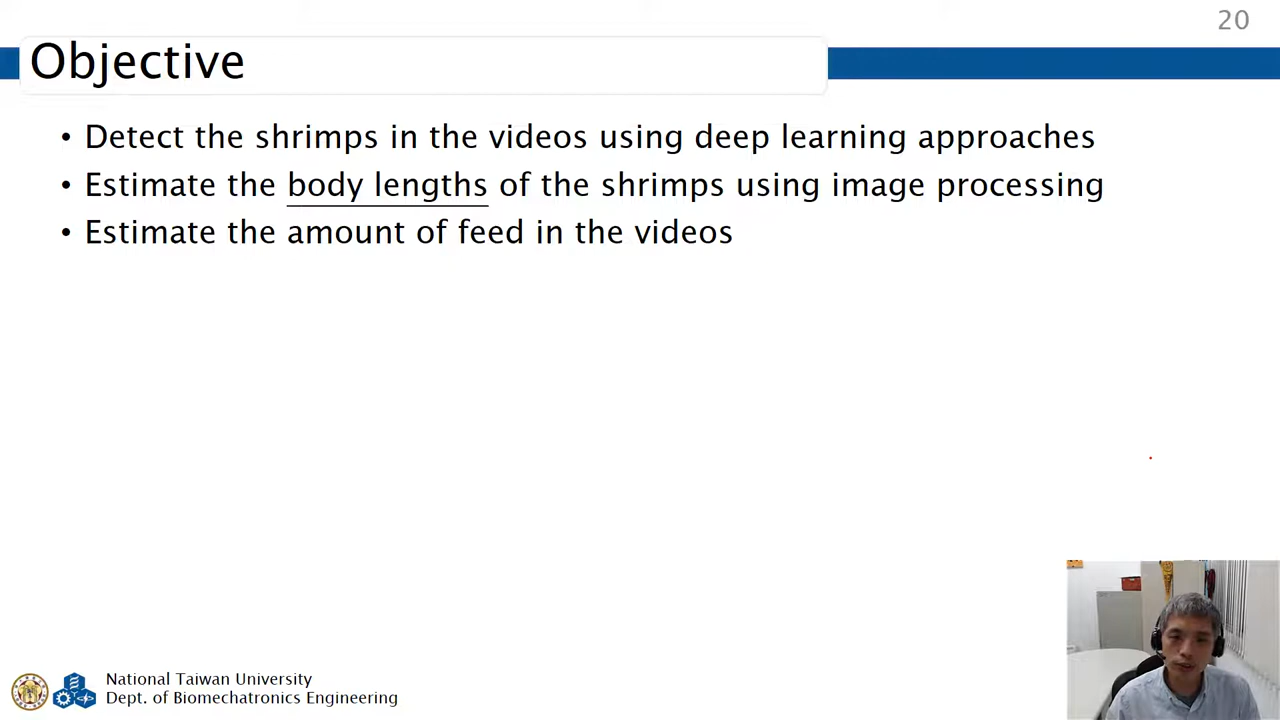 20
Objective
• Detect the shrimps in the videos using deep learning approaches
• Estimate the body lengths of the shrimps using image processing
• Estimate the amount of feed in the videos
National Taiwan University
Dept. of Biomechatronics Engineering